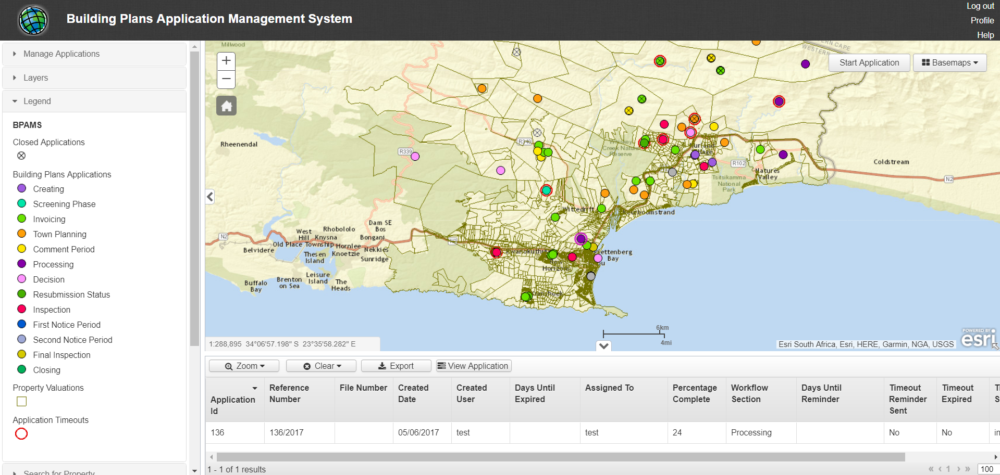 Building Plans Application Management System
Log out
Profile
Help
Manage Applications
Layers
Legend
BPAMS
Closed Applications
Building Plans Applications
Creating
Screening Phase
Invoicing
Town Planning
Comment Period
Processing
Decision
Resubmission Status
Inspection
First Notice Period
Second Notice Period
Final Inspection
Closing
Property Valuations
Application Timeouts
Search for Property
+
−
Start Application
Basemaps
Millwood
WESTERN
Rheenendal
R339
R340
Whiskey
Creek Nature
Reserve
Village
R102
Natures
Valley
Tsitsikamma
National
Park
Coldstream
N2
Wittedrift
Keurboomstrand
N2
West
Hill
Rhobololo
Knysna
Dam SE
Bos
Bongani
N2
Old Place
Township
Hornlee
Belvidere
Thesen
Island
Knoetzie
Nekkies
Sunridge
Kwanokuthula
Plettenberg
Bay
Horizons
Buffalo
Bay
Brenton
on Sea
Leisure
Island
The
Heads
Kranshoek
6km
4mi
1:288,895 34°06'57.198" S 23°35'58.282" E
Esri South Africa, Esri, HERE, Garmin, NGA, USGS
POWERED BY
esri
Zoom
Clear
Export
View Application
Application Id
Reference Number
File Number
Created Date
Created User
Days Until Expired
Assigned To
Percentage Complete
Workflow Section
Days Until Reminder
Timeout Reminder Sent
Timeout Expired
136 136/2017 05/06/2017 test test 24 Processing No No in
1 - 1 of 1 results
« ‹ 1 › » 100